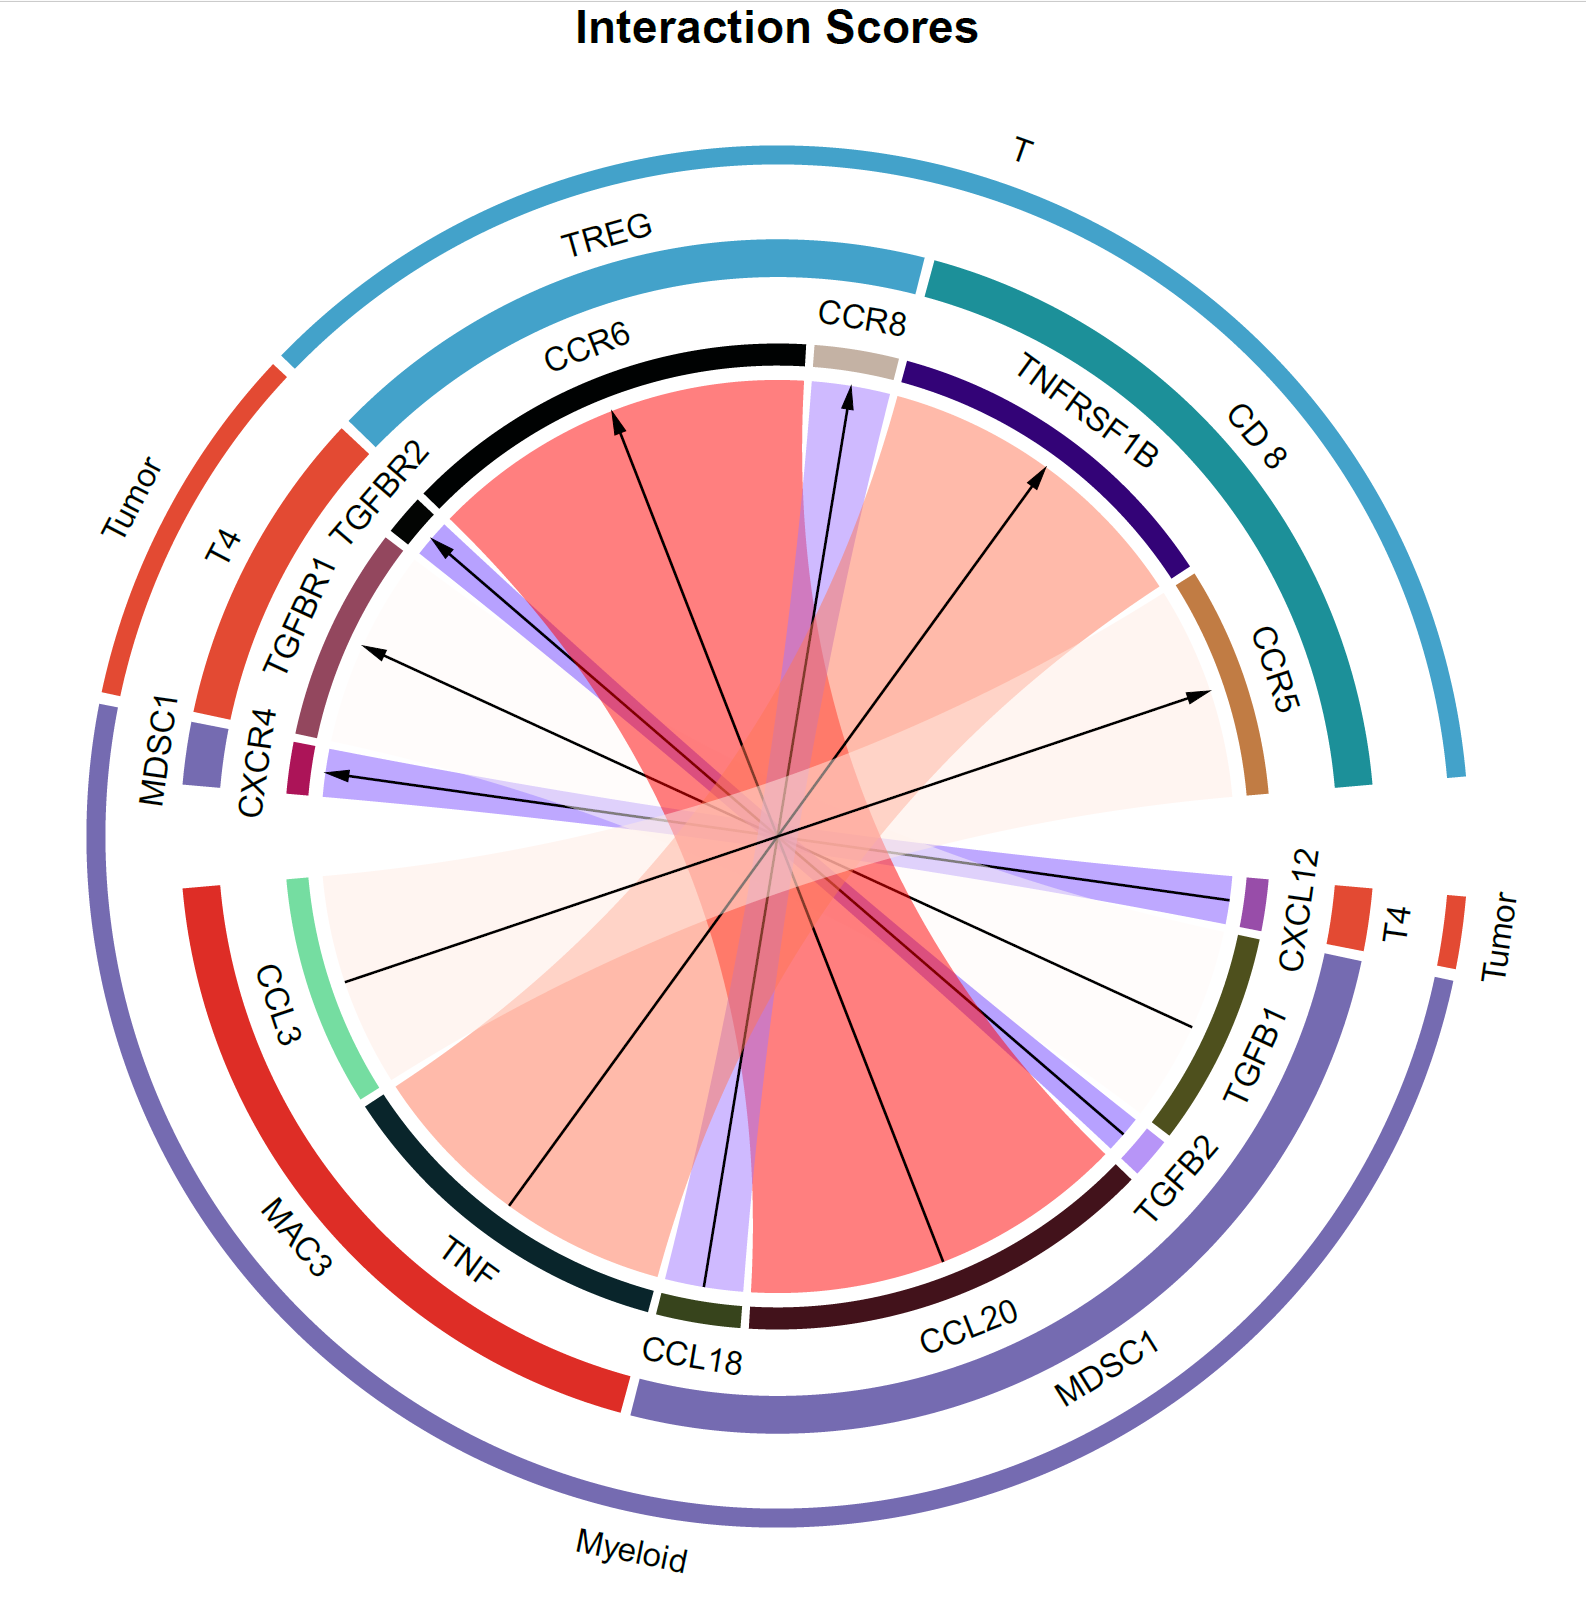 Interaction Scores
T
TREG
CCR6
CCR8
TNFRSF1B
CD 8
CCR5
Tumor
T4
TGFBR2
TGFBR1
MDSC1
CXCR4
CXCL12
T4
Tumor
TGFB1
TGFB2
CCL3
MAC3
TNF
CCL18
CCL20
MDSC1
Myeloid